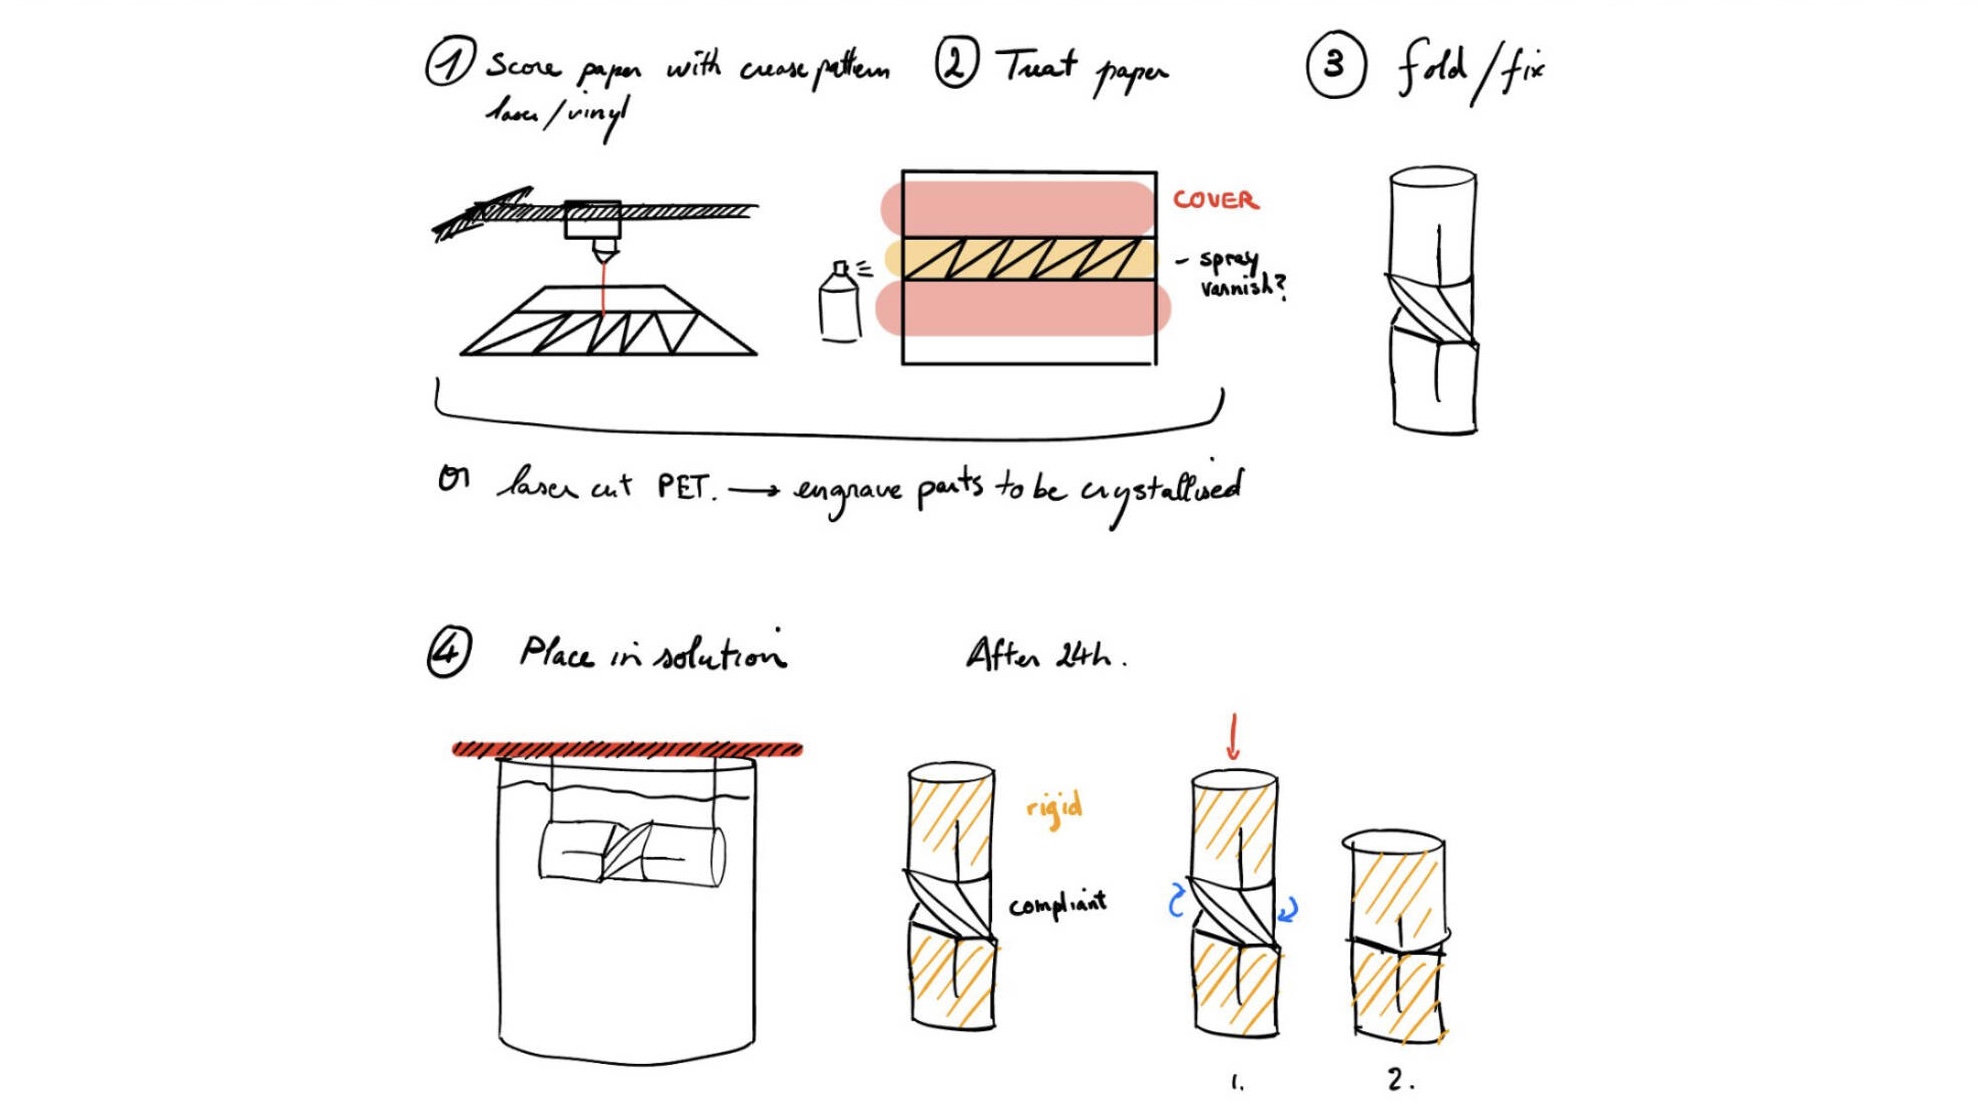 1 Score paper with crease pattern
laser/vinyl
2 Treat paper
3 fold/fix
COVER
- spray
varnish?
or laser cut PET. → engrave parts to be crystallised
4 Place in solution
After 24h.
rigid
compliant
1.
2.